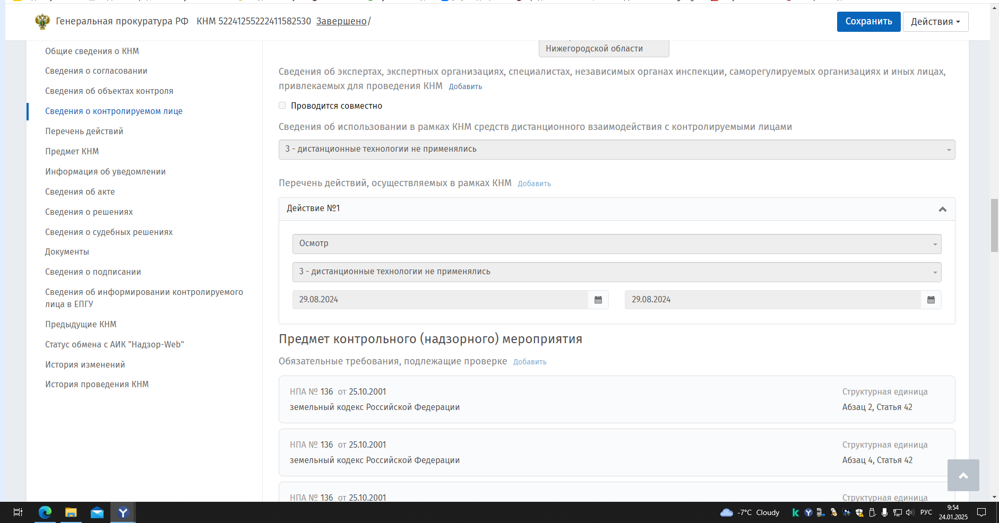 Генеральная прокуратура РФ КНМ 52241255222411582530 Завершено/
Сохранить
Действия
Общие сведения о КНМ
Сведения о согласовании
Сведения об объектах контроля
Сведения о контролируемом лице
Перечень действий
Предмет КНМ
Информация об уведомлении
Сведения об акте
Сведения о решениях
Сведения о судебных решениях
Документы
Сведения о подписании
Сведения об информировании контролируемого
лица в ЕПГУ
Предыдущие КНМ
Статус обмена с АИК "Надзор-Web"
История изменений
История проведения КНМ
Нижегородской области
Сведения об экспертах, экспертных организациях, специалистах, независимых органах инспекции, саморегулируемых организациях и иных лицах,
привлекаемых для проведения КНМ Добавить
Проводится совместно
Сведения об использовании в рамках КНМ средств дистанционного взаимодействия с контролируемыми лицами
3 - дистанционные технологии не применялись
Перечень действий, осуществляемых в рамках КНМ Добавить
Действие №1
Осмотр
3 - дистанционные технологии не применялись
29.08.2024 29.08.2024
Предмет контрольного (надзорного) мероприятия
Обязательные требования, подлежащие проверке Добавить
НПА № 136 от 25.10.2001 Структурная единица
земельный кодекс Российской Федерации Абзац 2, Статья 42
НПА № 136 от 25.10.2001 Структурная единица
земельный кодекс Российской Федерации Абзац 4, Статья 42
НПА № 136 от 25.10.2001 Структурная единица
-7°C Cloudy
РУС
9:54
24.01.2025